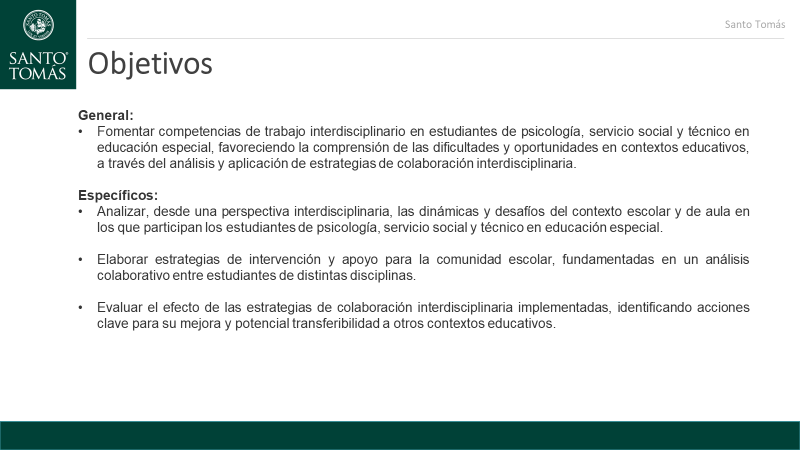 Santo Tomás
SANTO
TOMÁS
Objetivos
General:
• Fomentar competencias de trabajo interdisciplinario en estudiantes de psicología, servicio social y técnico en
educación especial, favoreciendo la comprensión de las dificultades y oportunidades en contextos educativos,
a través del análisis y aplicación de estrategias de colaboración interdisciplinaria.
Específicos:
• Analizar, desde una perspectiva interdisciplinaria, las dinámicas y desafíos del contexto escolar y de aula en
los que participan los estudiantes de psicología, servicio social y técnico en educación especial.
• Elaborar estrategias de intervención y apoyo para la comunidad escolar, fundamentadas en un análisis
colaborativo entre estudiantes de distintas disciplinas.
• Evaluar el efecto de las estrategias de colaboración interdisciplinaria implementadas, identificando acciones
clave para su mejora y potencial transferibilidad a otros contextos educativos.